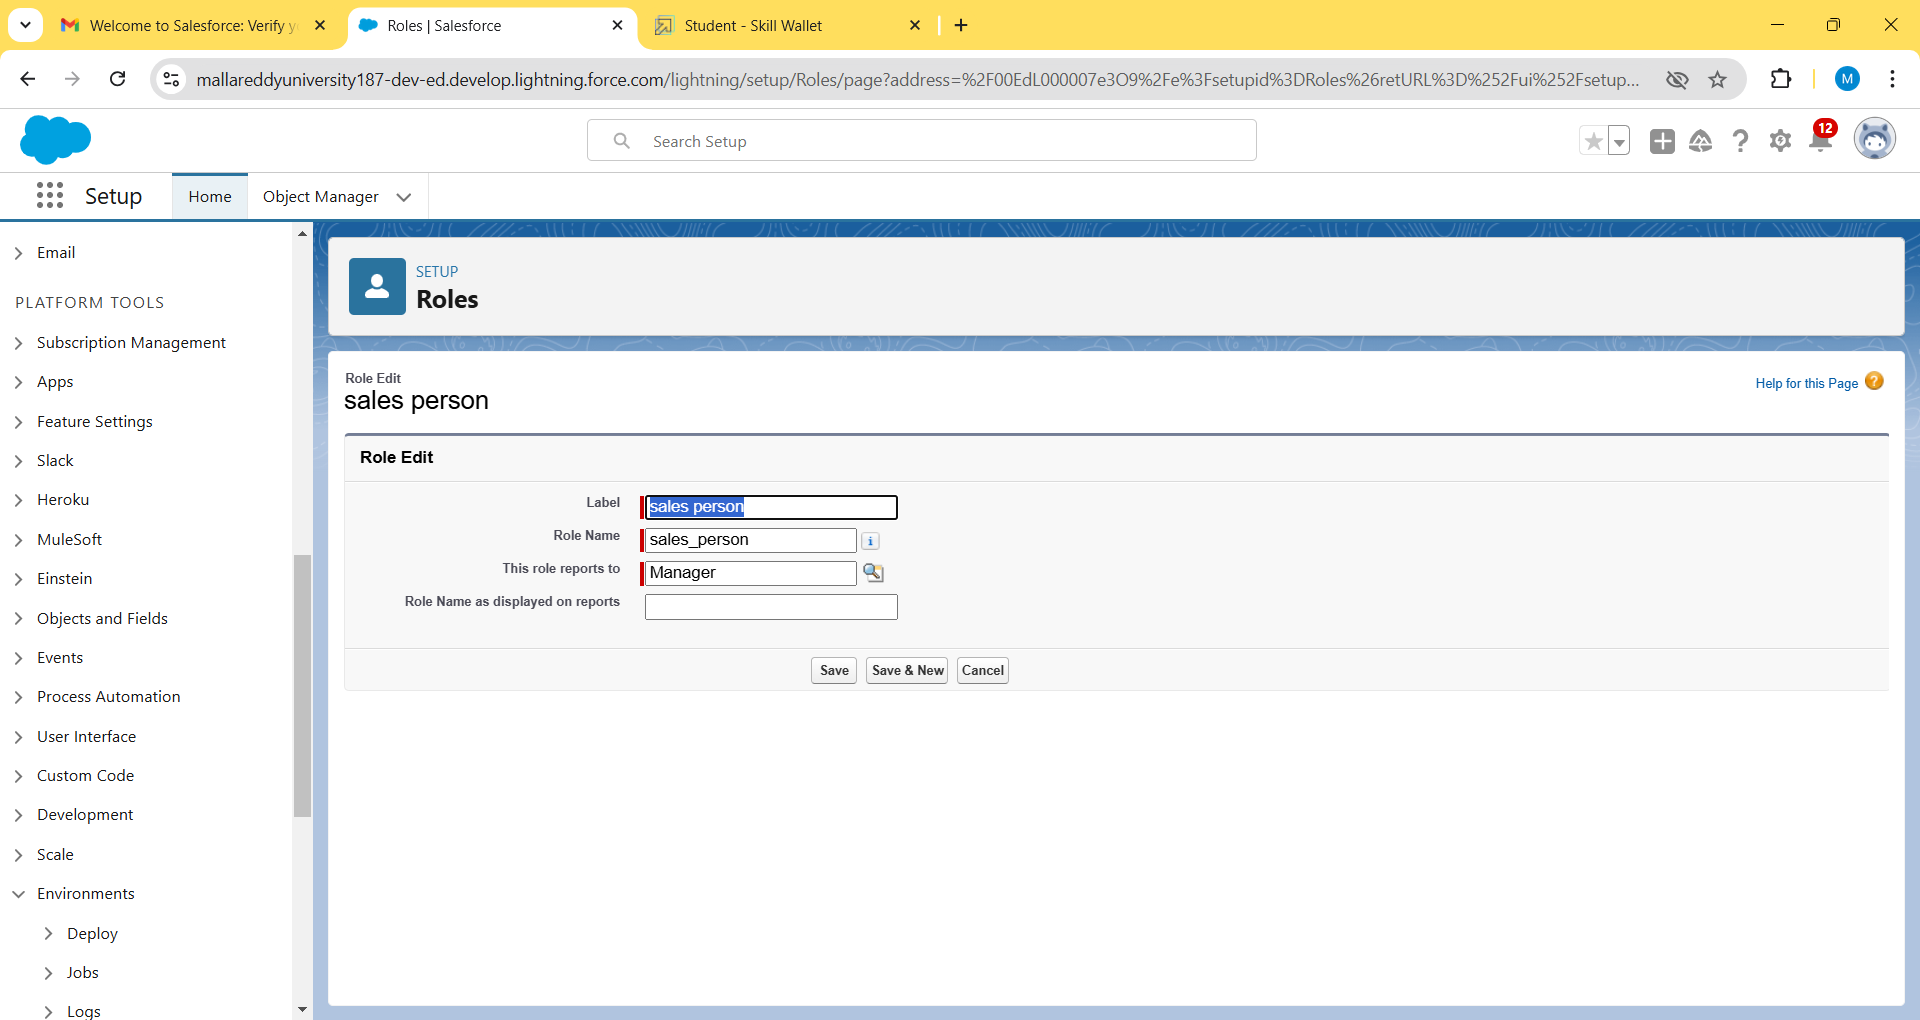 Welcome to Salesforce: Verify y
Roles | Salesforce
Student - Skill Wallet
mallareddyuniversity187-dev-ed.develop.lightning.force.com/lightning/setup/Roles/page?address=%2F00EdL000007e3O9%2Fe%3Fsetupid%3DRoles%26retURL%3D%252Fui%252Fsetup...
M
Search Setup
12
Setup
Home
Object Manager
Email
PLATFORM TOOLS
Subscription Management
Apps
Feature Settings
Slack
Heroku
MuleSoft
Einstein
Objects and Fields
Events
Process Automation
User Interface
Custom Code
Development
Scale
Environments
Deploy
Jobs
Logs
SETUP
Roles
Role Edit
sales person
Help for this Page
Role Edit
Label sales person
Role Name sales_person
This role reports to Manager
Role Name as displayed on reports
Save Save & New Cancel